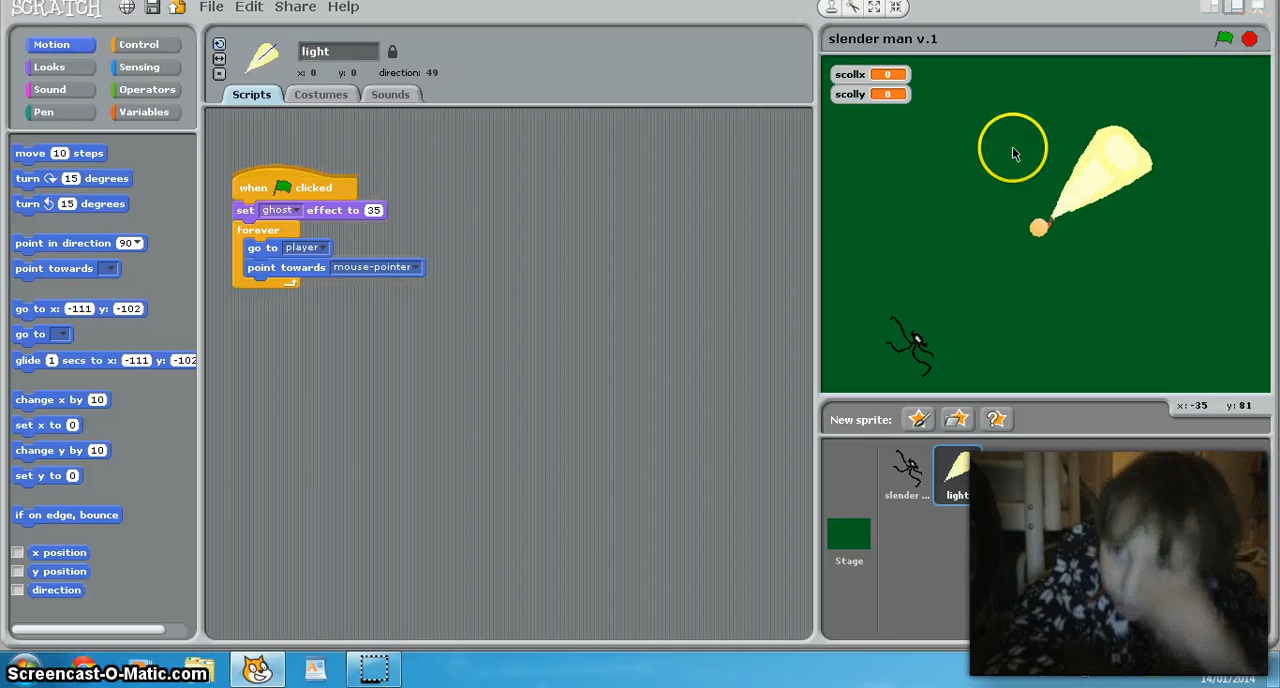 SCRATCH File Edit Share Help
Motion Control
Looks Sensing
Sound Operators
Pen Variables
light
x: 0 y: 0 direction: 49
Scripts Costumes Sounds
slender man v.1
scollx 0
scolly 0
move 10 steps
turn 15 degrees
turn 15 degrees
point in direction 90
point towards
go to x: -111 y: -102
go to
glide 1 secs to x: -111 y: -102
change x by 10
set x to 0
change y by 10
set y to 0
if on edge, bounce
x position
y position
direction
when clicked
set ghost effect to 35
forever
go to player
point towards mouse-pointer
x: -35 y: 81
New sprite:
slender ... light
Stage
Screencast-O-Matic.com
14/01/2014